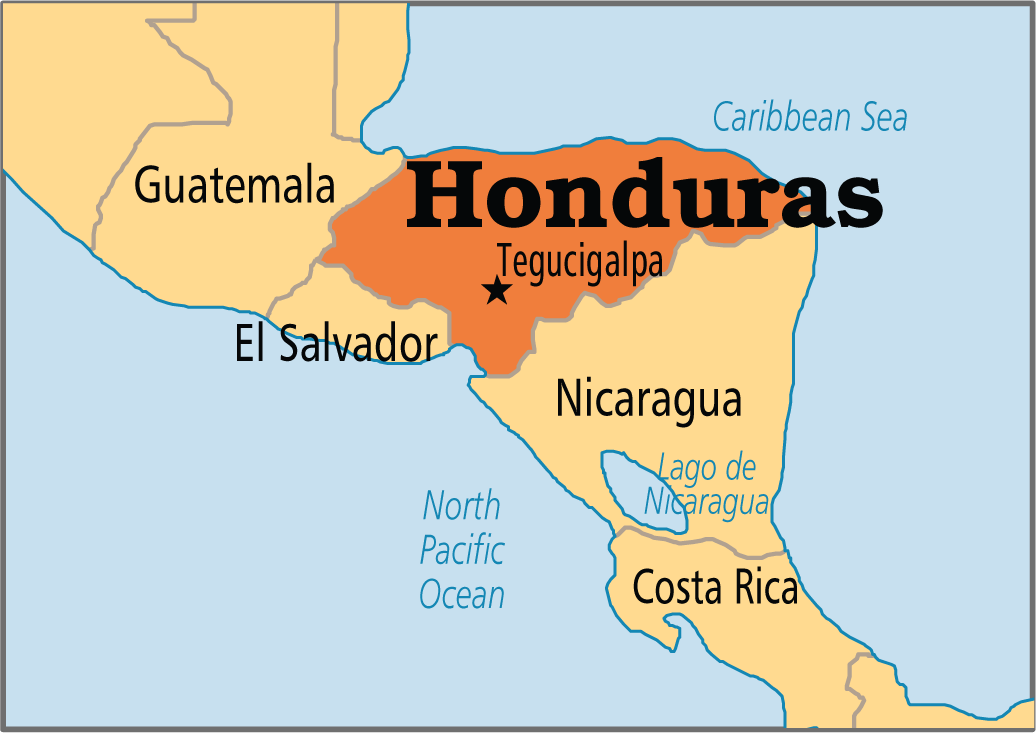 Caribbean Sea
Guatemala
Honduras
Tegucigalpa
El Salvador
Nicaragua
Lago de
Nicaragua
North
Pacific
Ocean
Costa Rica